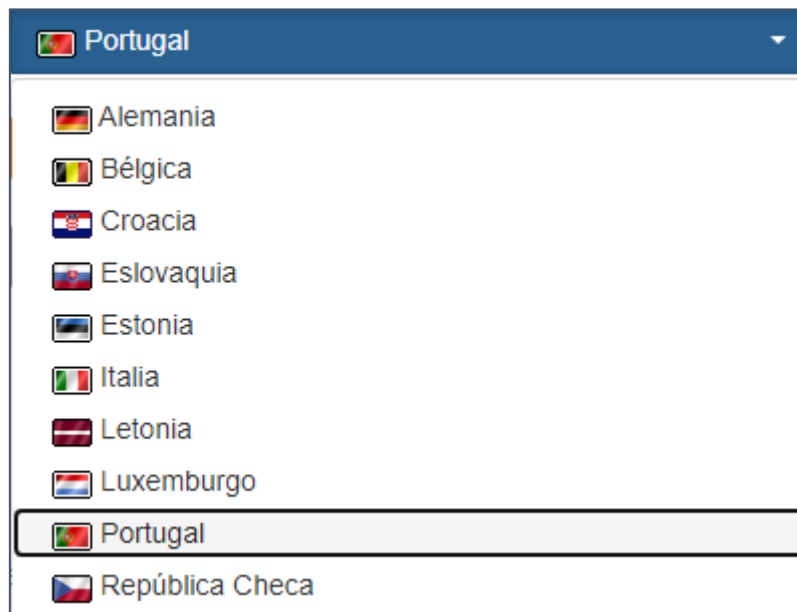 Portugal
Alemania
Bélgica
Croacia
Eslovaquia
Estonia
Italia
Letonia
Luxemburgo
Portugal
República Checa